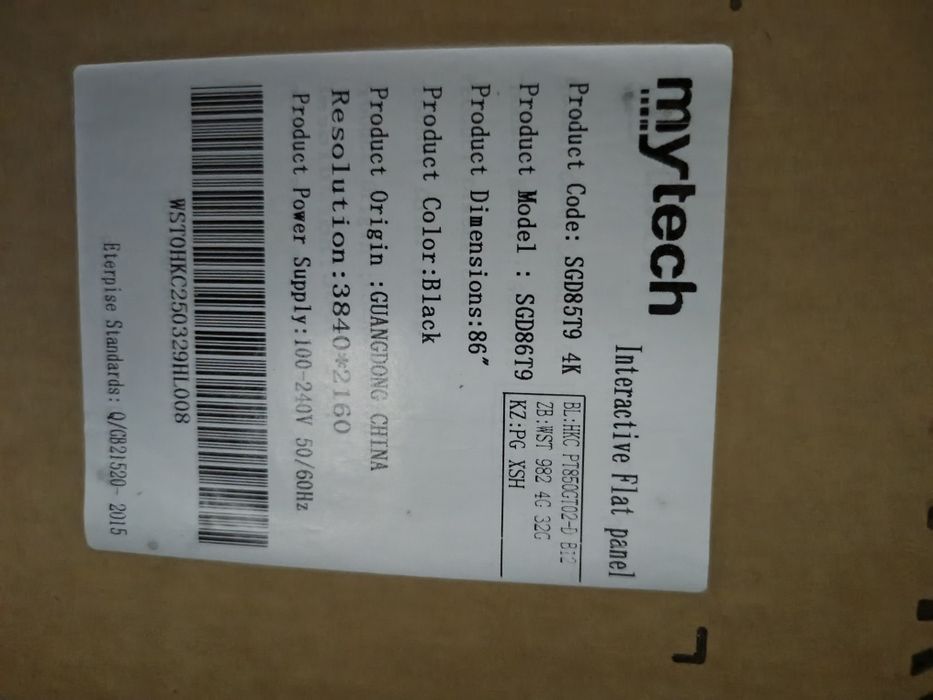 mytech
Interactive Flat panel
Product Code: SGD85T9 4K
BL:HKC PT850GT02-D
Product Model : SGD86T9
ZB:WST 982 4G 32G
KZ:PG XSH
Product Dimensions:86″
Product Color:Black
Product Origin :GUANGDONG CHINA
Resolution:3840*2160
Product Power Supply:100-240V 50/60Hz
WST0HKC250329HL008
Eterpise Standards: Q/GB21520- 2015